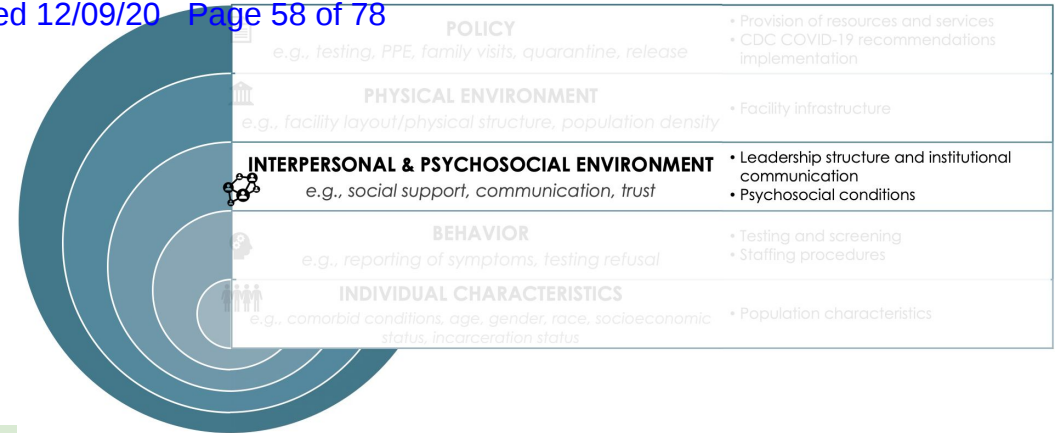 ed 12/09/20 Page 58 of 78
POLICY
e.g., testing, PPE, family visits, quarantine, release
• Provision of resources and services
• CDC COVID-19 recommendations
implementation
PHYSICAL ENVIRONMENT
e.g., facility layout/physical structure, population density
• Facility infrastructure
INTERPERSONAL & PSYCHOSOCIAL ENVIRONMENT
e.g., social support, communication, trust
• Leadership structure and institutional
communication
• Psychosocial conditions
BEHAVIOR
e.g., reporting of symptoms, testing refusal
• Testing and screening
• Staffing procedures
INDIVIDUAL CHARACTERISTICS
e.g., comorbid conditions, age, gender, race, socioeconomic
status, incarceration status
• Population characteristics